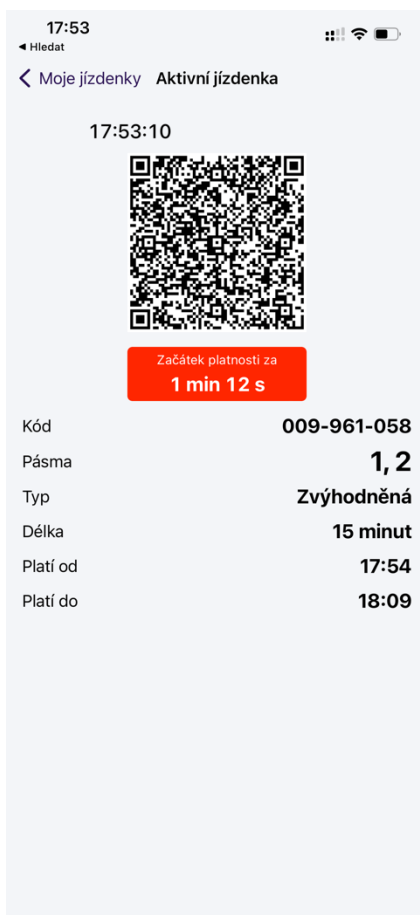 17:53
◀ Hledat
Moje jízdenky Aktivní jízdenka
17:53:10
Začátek platnosti za
1 min 12 s
Kód 009-961-058
Pásma 1, 2
Typ Zvýhodněná
Délka 15 minut
Platí od 17:54
Platí do 18:09